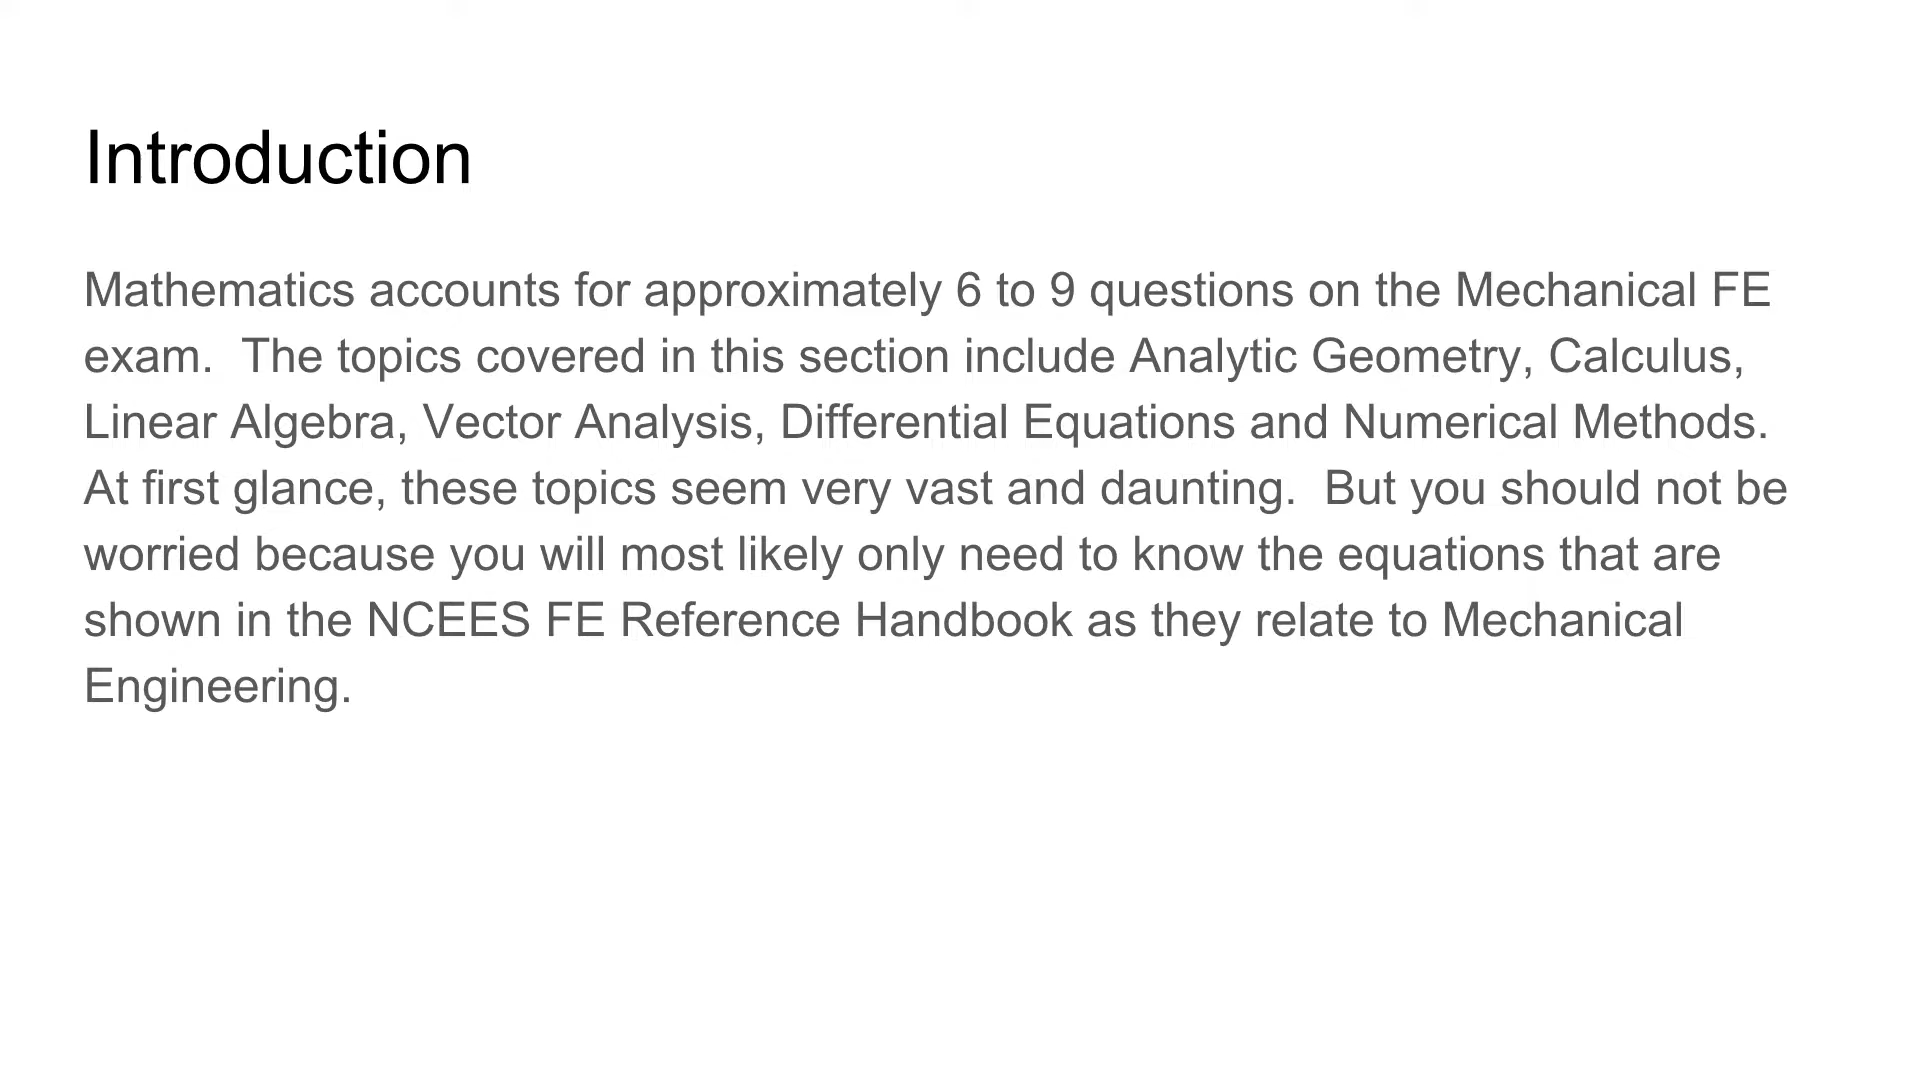 Introduction
Mathematics accounts for approximately 6 to 9 questions on the Mechanical FE
exam.  The topics covered in this section include Analytic Geometry, Calculus,
Linear Algebra, Vector Analysis, Differential Equations and Numerical Methods.
At first glance, these topics seem very vast and daunting.  But you should not be
worried because you will most likely only need to know the equations that are
shown in the NCEES FE Reference Handbook as they relate to Mechanical
Engineering.